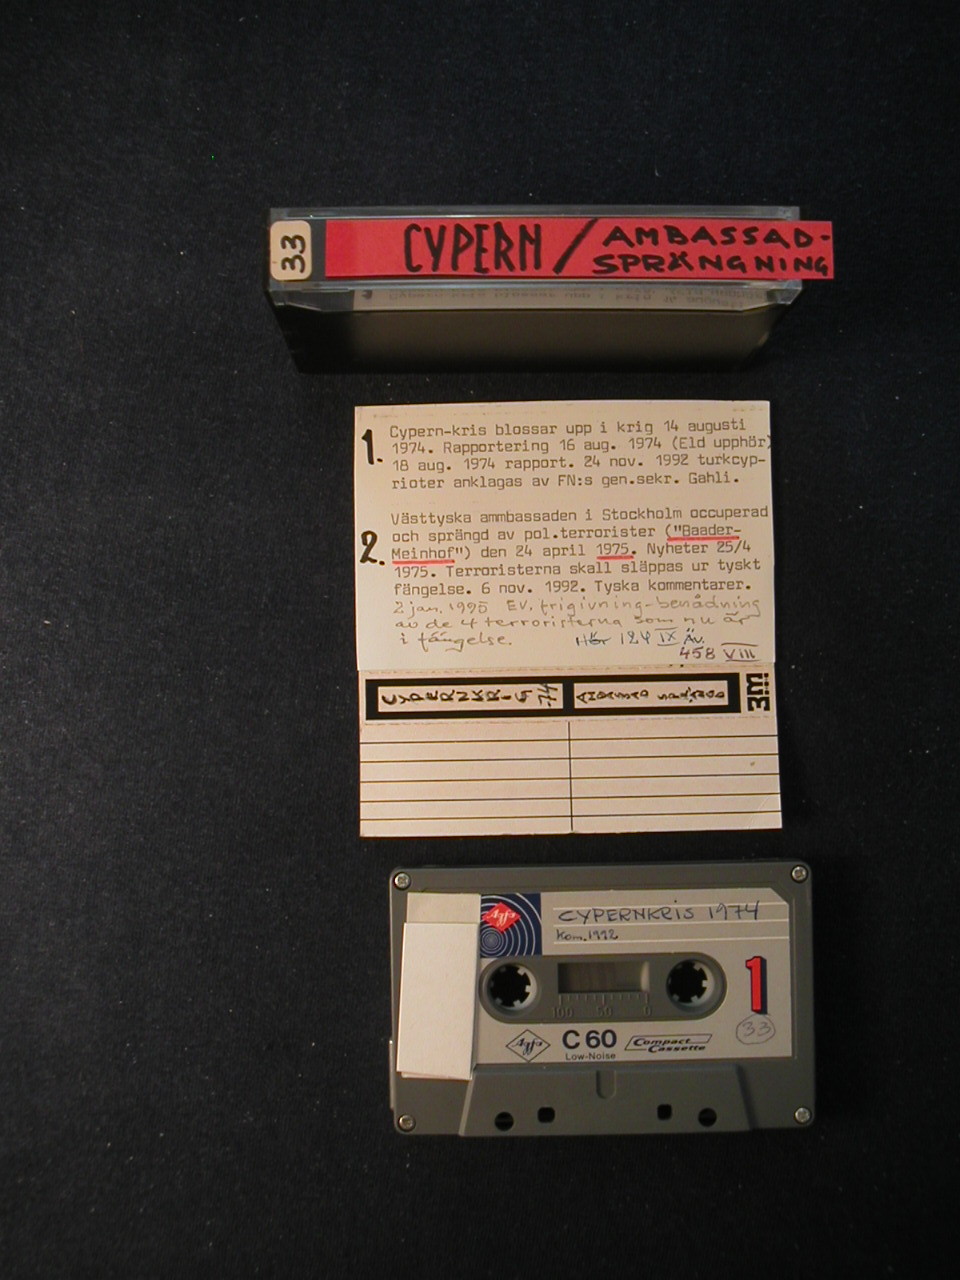 33
CYPERN / AMBASSAD-
SPRÄNGNING
1.
Cypern-kris blossar upp i krig 14 augusti
1974. Rapportering 16 aug. 1974 (Eld upphör)
18 aug. 1974 rapport. 24 nov. 1992 turkcyp-
rioter anklagas av FN:s gen.sekr. Gahli.
2.
Västtyska ammbassaden i Stockholm occuperad
och sprängd av pol.terrorister ("Baader-
Meinhof") den 24 april 1975. Nyheter 25/4
1975. Terroristerna skall släppas ur tyskt
fängelse. 6 nov. 1992. Tyska kommentarer.
2 jan. 1995 Ev. frigivning-benådning
av de 4 terroristerna som nu är
i fängelse. Hör 124 IX Äv.
458 VIII
CYPERNKRIS -74
AMBASSAD
3M
Agfa
CYPERNKRIS 1974
Kom. 1992
1
33
100 50 0
Agfa C 60 Compact
Cassette
Low-Noise